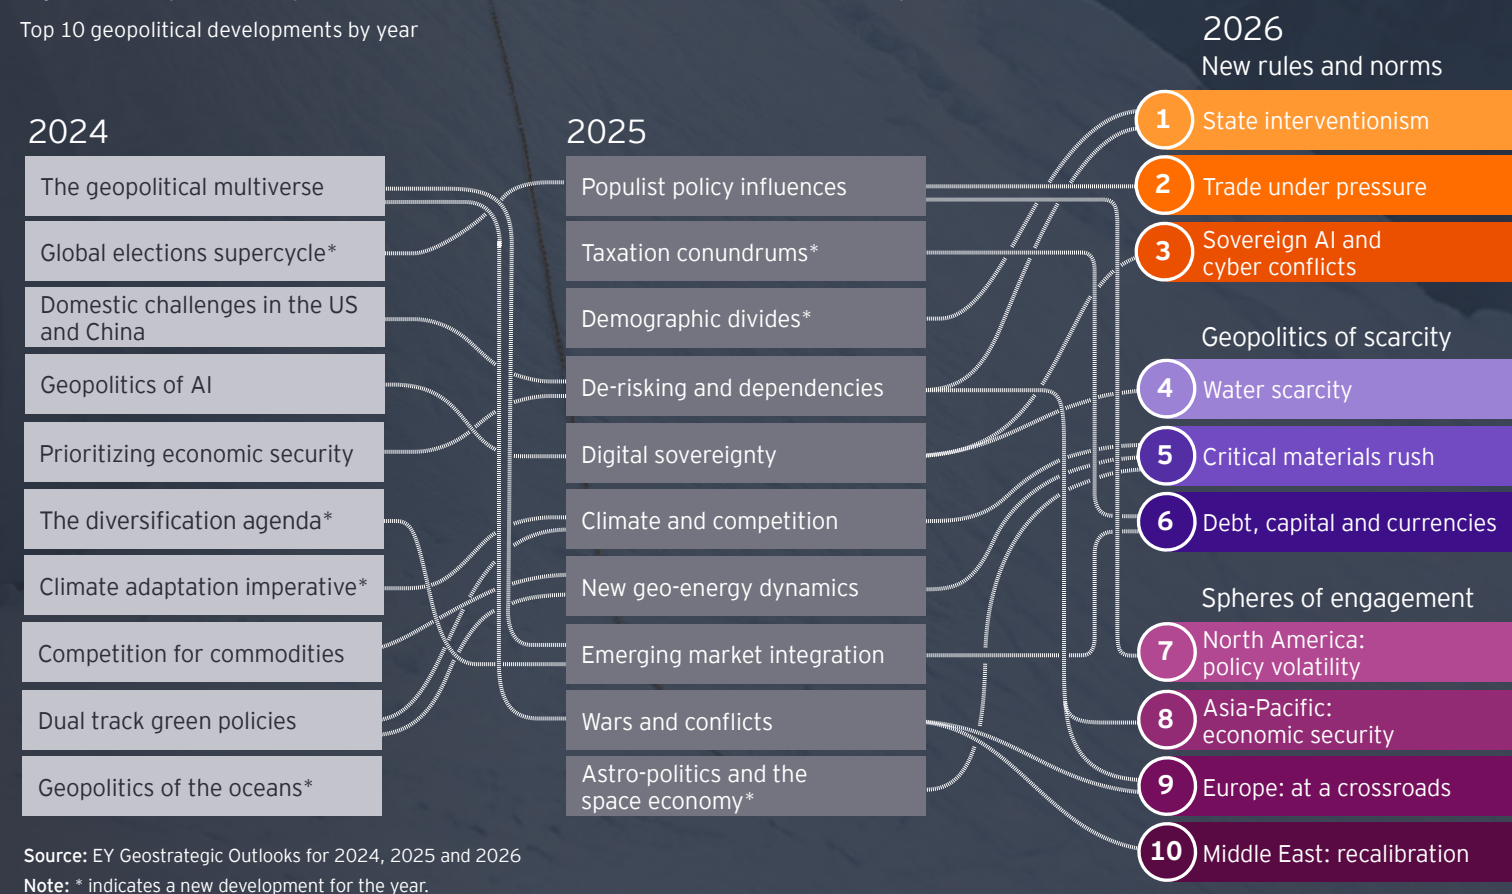 Top 10 geopolitical developments by year
2024
The geopolitical multiverse
Global elections supercycle*
Domestic challenges in the US
and China
Geopolitics of AI
Prioritizing economic security
The diversification agenda*
Climate adaptation imperative*
Competition for commodities
Dual track green policies
Geopolitics of the oceans*
2025
Populist policy influences
Taxation conundrums*
Demographic divides*
De-risking and dependencies
Digital sovereignty
Climate and competition
New geo-energy dynamics
Emerging market integration
Wars and conflicts
Astro-politics and the
space economy*
2026
New rules and norms
1 State interventionism
2 Trade under pressure
3 Sovereign AI and
cyber conflicts
Geopolitics of scarcity
4 Water scarcity
5 Critical materials rush
6 Debt, capital and currencies
Spheres of engagement
7 North America:
policy volatility
8 Asia-Pacific:
economic security
9 Europe: at a crossroads
10 Middle East: recalibration
Source: EY Geostrategic Outlooks for 2024, 2025 and 2026
Note: * indicates a new development for the year.